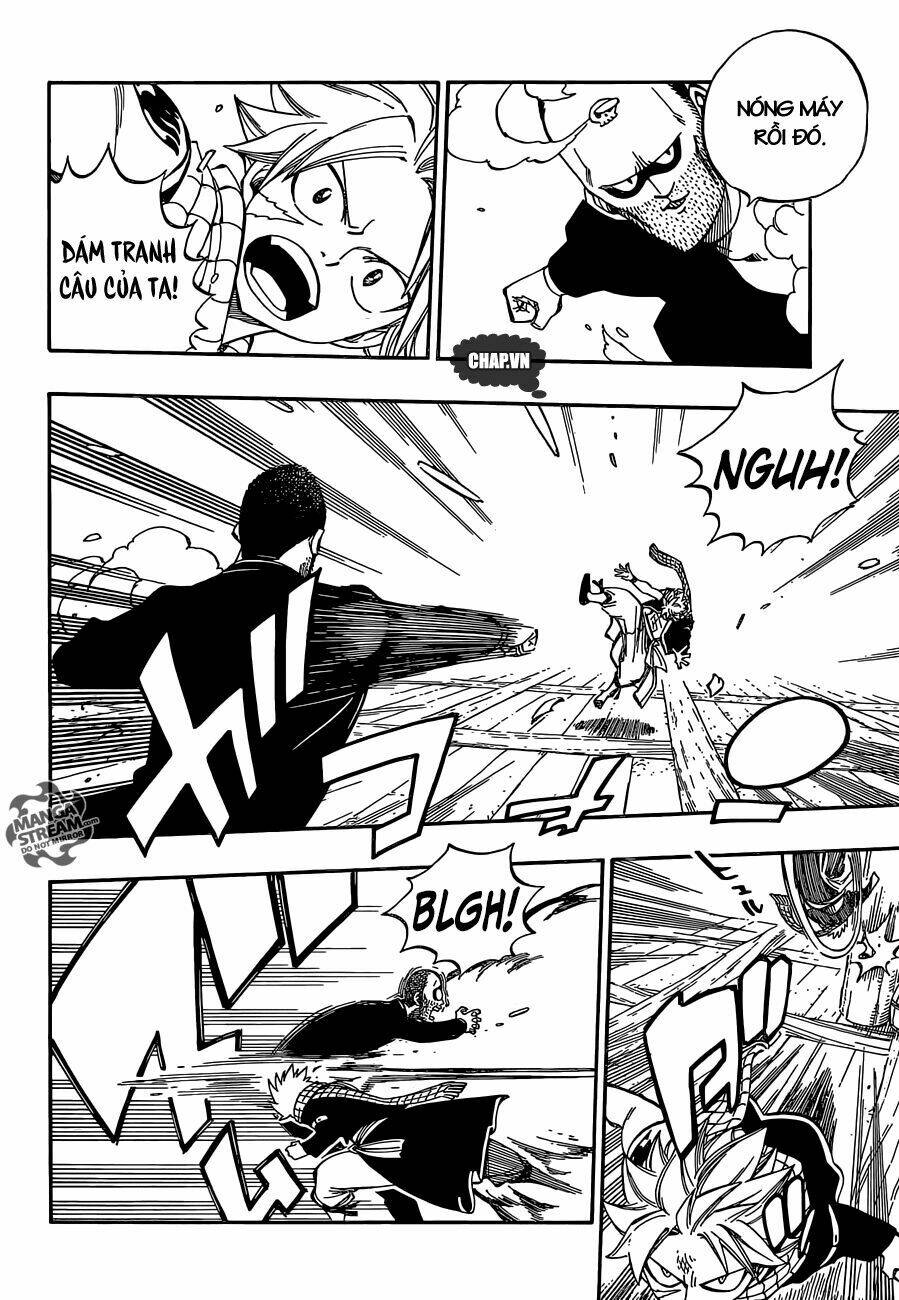 NÓNG MÁY
RỒI ĐÓ.
DÁM TRANH
CÂU CỦA TA!
CHAP.VN
NGUH!
MANGA
STREAM.com
DO NOT MIRROR
BLGH!